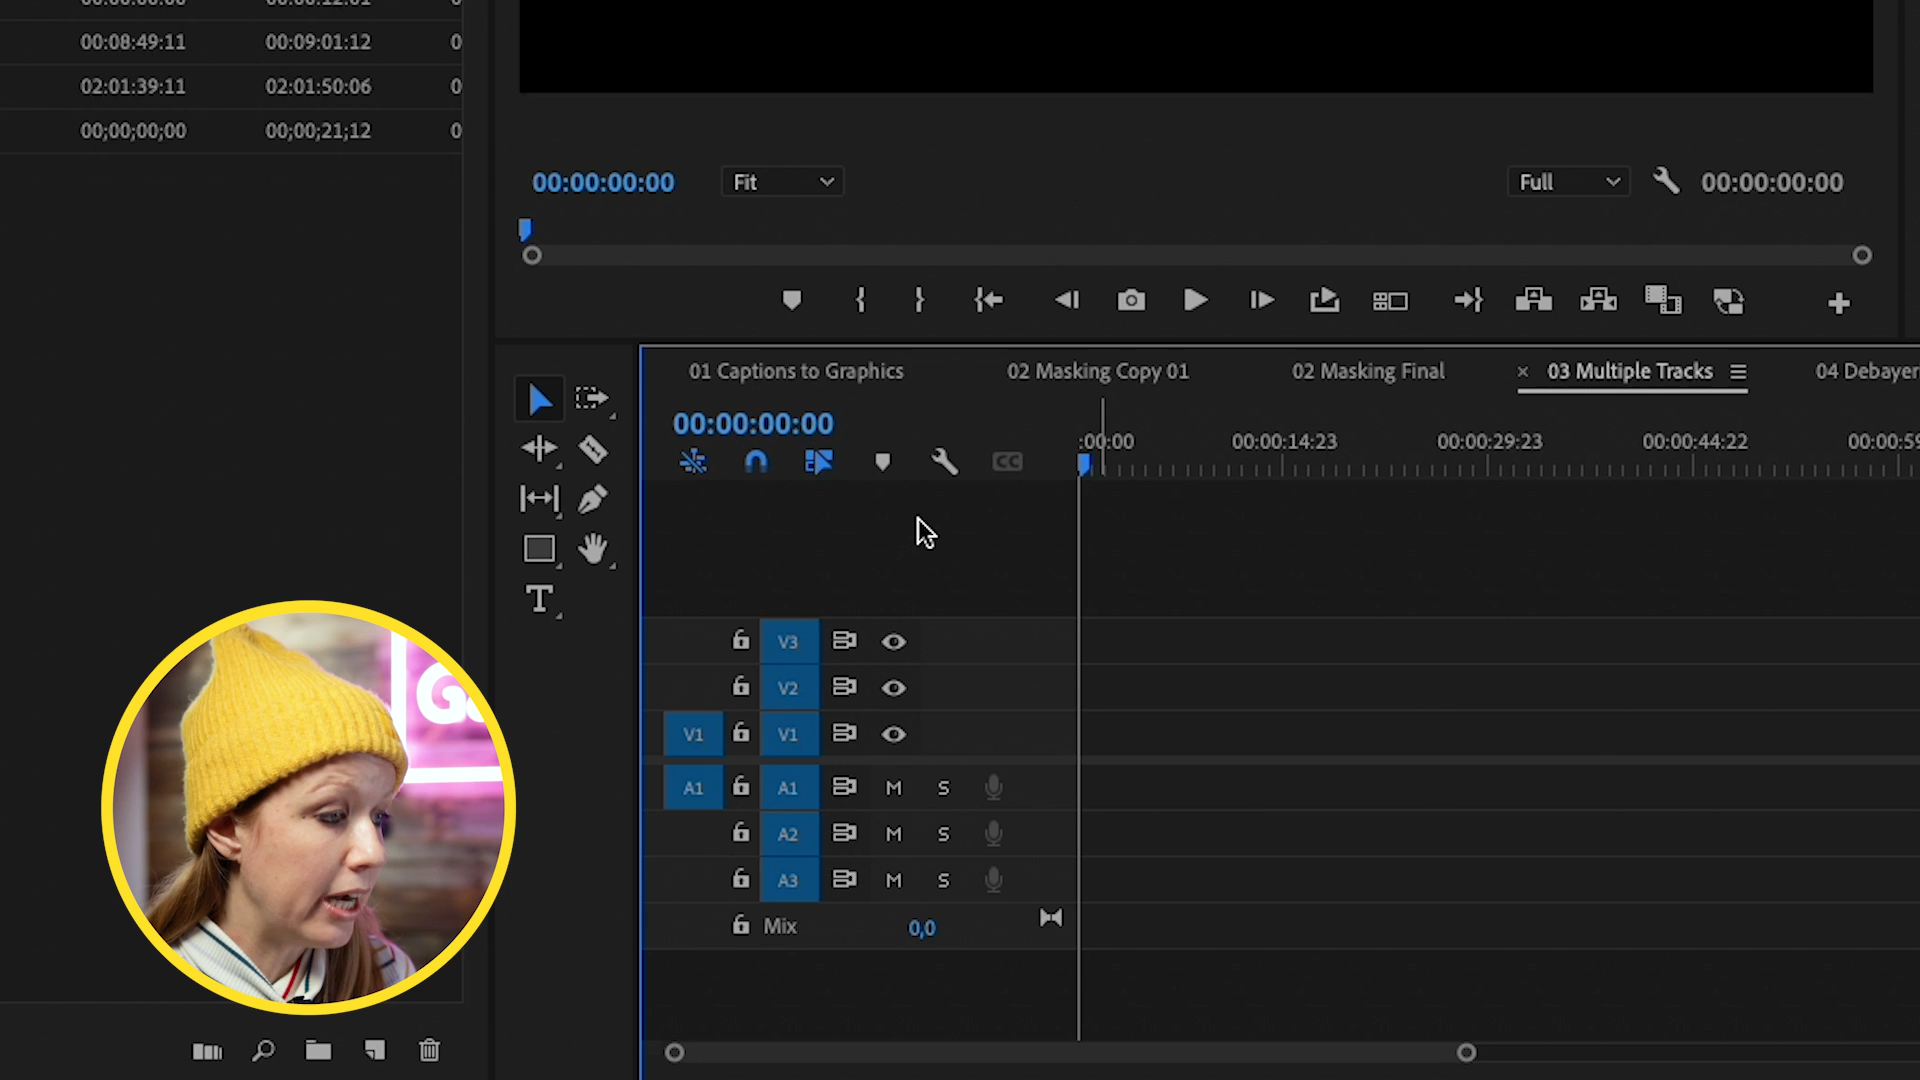 00:08:49:11 00:09:01:12 0
02:01:39:11 02:01:50:06 0
00;00;00;00 00;00;21;12 0
00:00:00:00 Fit Full 00:00:00:00
01 Captions to Graphics 02 Masking Copy 01 02 Masking Final × 03 Multiple Tracks 04 Debayer
00:00:00:00
:00:00 00:00:14:23 00:00:29:23 00:00:44:22 00:00:59
CC
T
V3
V2
V1 V1
A1 A1 M S
A2 M S
A3 M S
Mix 0,0